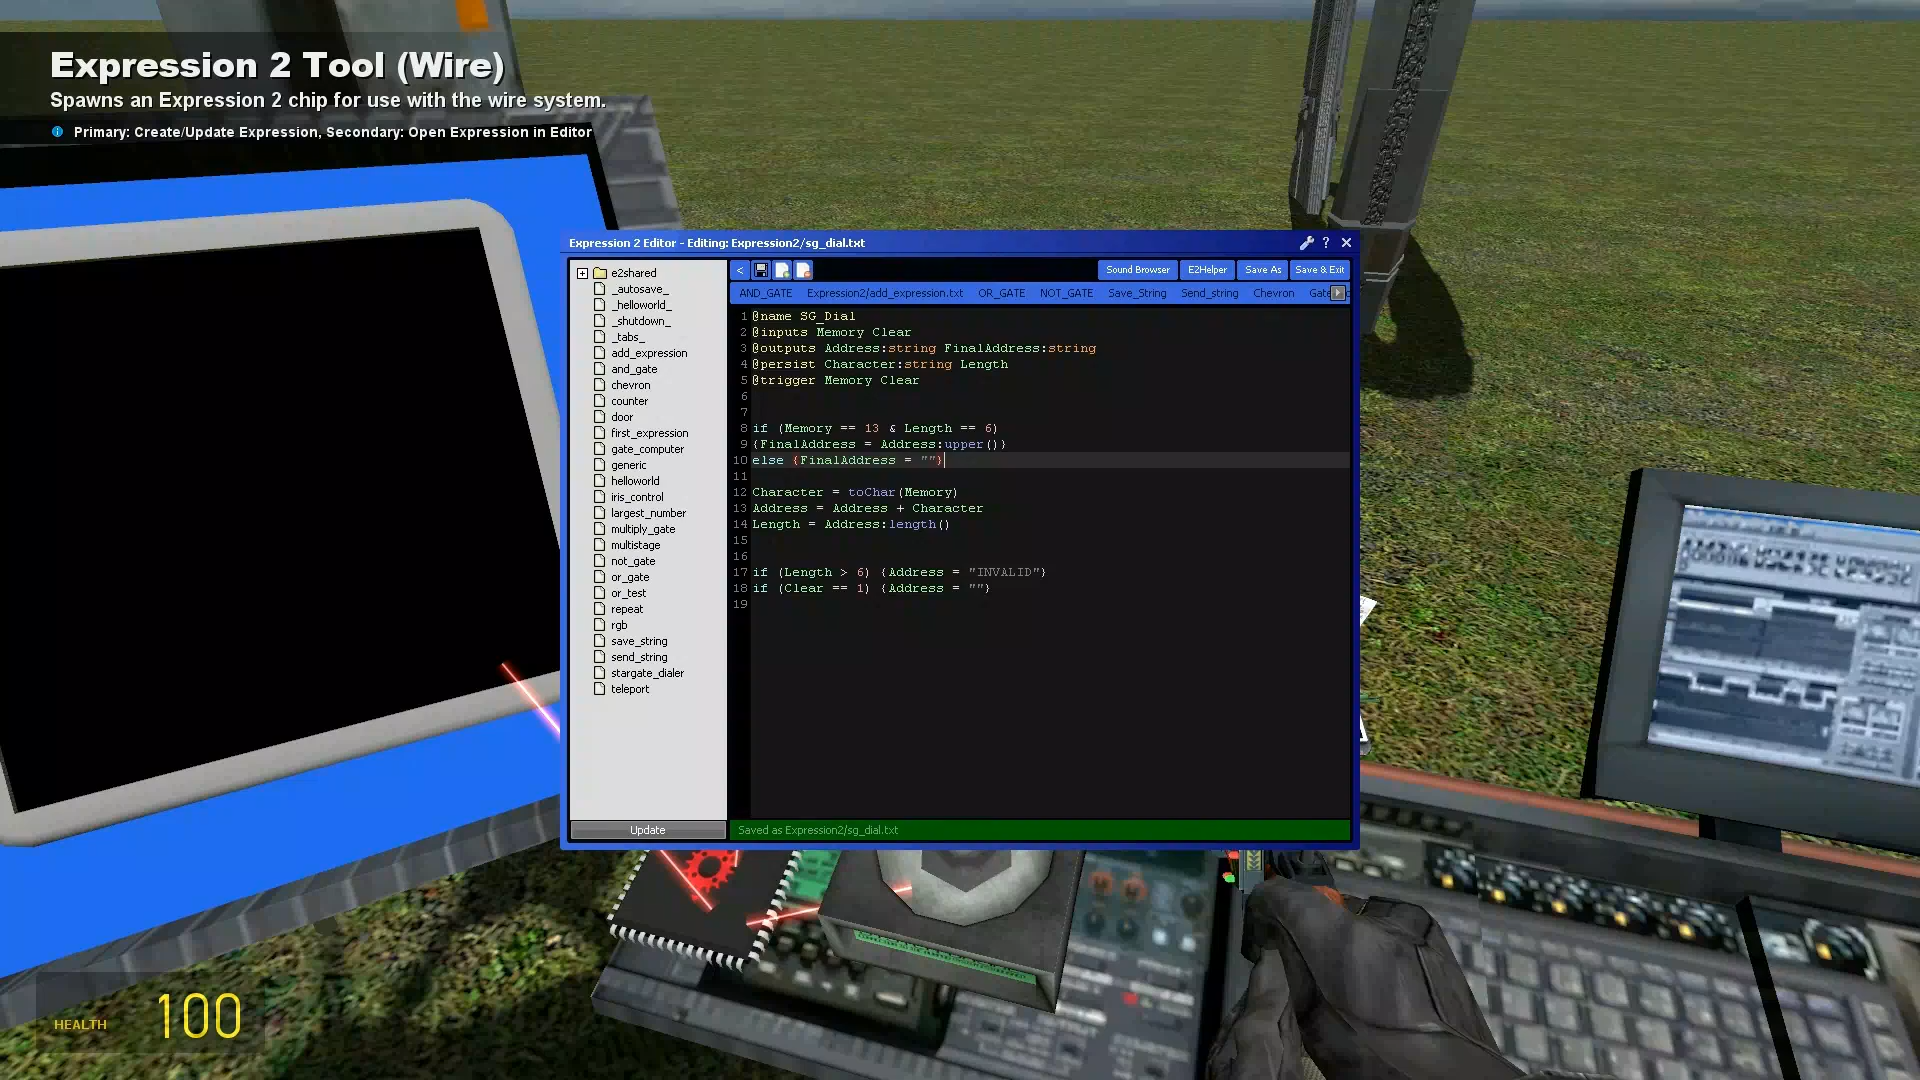 Expression 2 Tool (Wire)
Spawns an Expression 2 chip for use with the wire system.
Primary: Create/Update Expression, Secondary: Open Expression in Editor
Expression 2 Editor - Editing: Expression2/sg_dial.txt
? ✕
e2shared
_autosave_
_helloworld_
_shutdown_
_tabs_
add_expression
and_gate
chevron
counter
door
first_expression
gate_computer
generic
helloworld
iris_control
largest_number
multiply_gate
multistage
not_gate
or_gate
or_test
repeat
rgb
save_string
send_string
stargate_dialer
teleport
Update
< Sound Browser E2Helper Save As Save & Exit
AND_GATE Expression2/add_expression.txt OR_GATE NOT_GATE Save_String Send_string Chevron Gate
1 @name SG_Dial
2 @inputs Memory Clear
3 @outputs Address:string FinalAddress:string
4 @persist Character:string Length
5 @trigger Memory Clear
6
7
8 if (Memory == 13 & Length == 6)
9 {FinalAddress = Address:upper()}
10 else {FinalAddress = ""}
11
12 Character = toChar(Memory)
13 Address = Address + Character
14 Length = Address:length()
15
16
17 if (Length > 6) {Address = "INVALID"}
18 if (Clear == 1) {Address = ""}
19
Saved as Expression2/sg_dial.txt
HEALTH 100